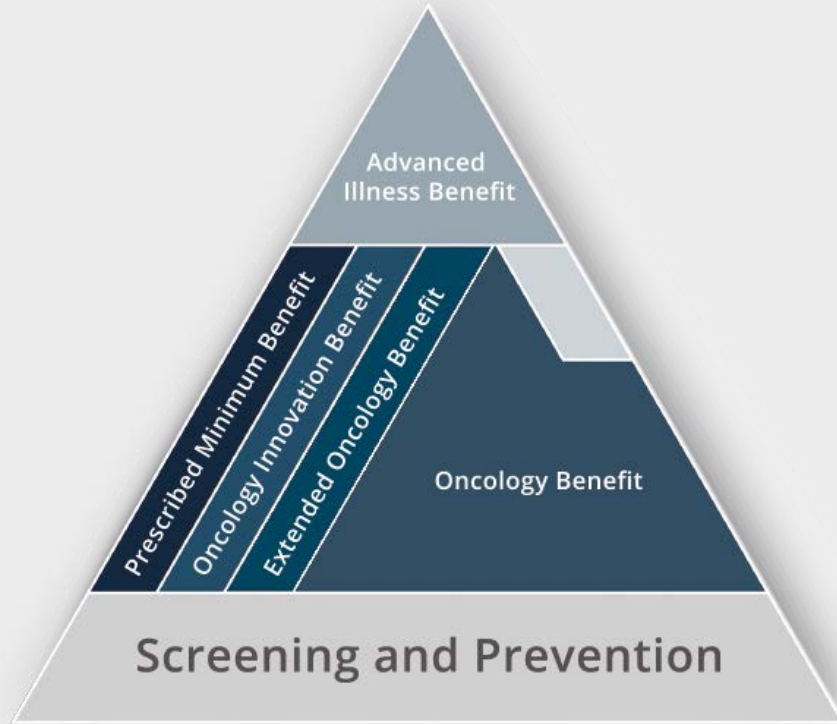 Advanced
Illness Benefit
Prescribed Minimum Benefit
Oncology Innovation Benefit
Extended Oncology Benefit
Oncology Benefit
Screening and Prevention